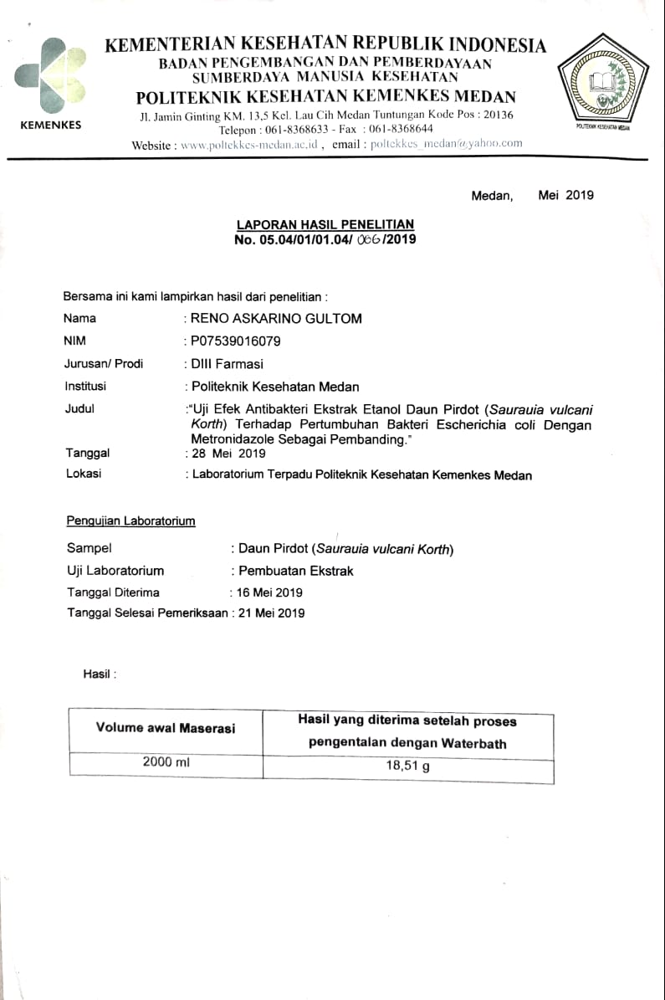 KEMENTERIAN KESEHATAN REPUBLIK INDONESIA
BADAN PENGEMBANGAN DAN PEMBERDAYAAN
SUMBERDAYA MANUSIA KESEHATAN
POLITEKNIK KESEHATAN KEMENKES MEDAN
KEMENKES
Jl. Jamin Ginting KM. 13,5 Kel. Lau Cih Medan Tuntungan Kode Pos : 20136
Telepon : 061-8368633 - Fax : 061-8368644
POLITEKNIK KESEHATAN MEDAN
Website : www.poltekkes-medan.ac.id , email : poltekkes_medan@yahoo.com
Medan, Mei 2019
LAPORAN HASIL PENELITIAN
No. 05.04/01/01.04/ 066/2019
Bersama ini kami lampirkan hasil dari penelitian :
Nama : RENO ASKARINO GULTOM
NIM : P07539016079
Jurusan/ Prodi : DIII Farmasi
Institusi : Politeknik Kesehatan Medan
Judul :"Uji Efek Antibakteri Ekstrak Etanol Daun Pirdot (Saurauia vulcani
Korth) Terhadap Pertumbuhan Bakteri Escherichia coli Dengan
Metronidazole Sebagai Pembanding."
Tanggal : 28 Mei 2019
Lokasi : Laboratorium Terpadu Politeknik Kesehatan Kemenkes Medan
Pengujian Laboratorium
Sampel : Daun Pirdot (Saurauia vulcani Korth)
Uji Laboratorium : Pembuatan Ekstrak
Tanggal Diterima : 16 Mei 2019
Tanggal Selesai Pemeriksaan : 21 Mei 2019
Hasil :
Volume awal Maserasi
Hasil yang diterima setelah proses
pengentalan dengan Waterbath
2000 ml
18,51 g